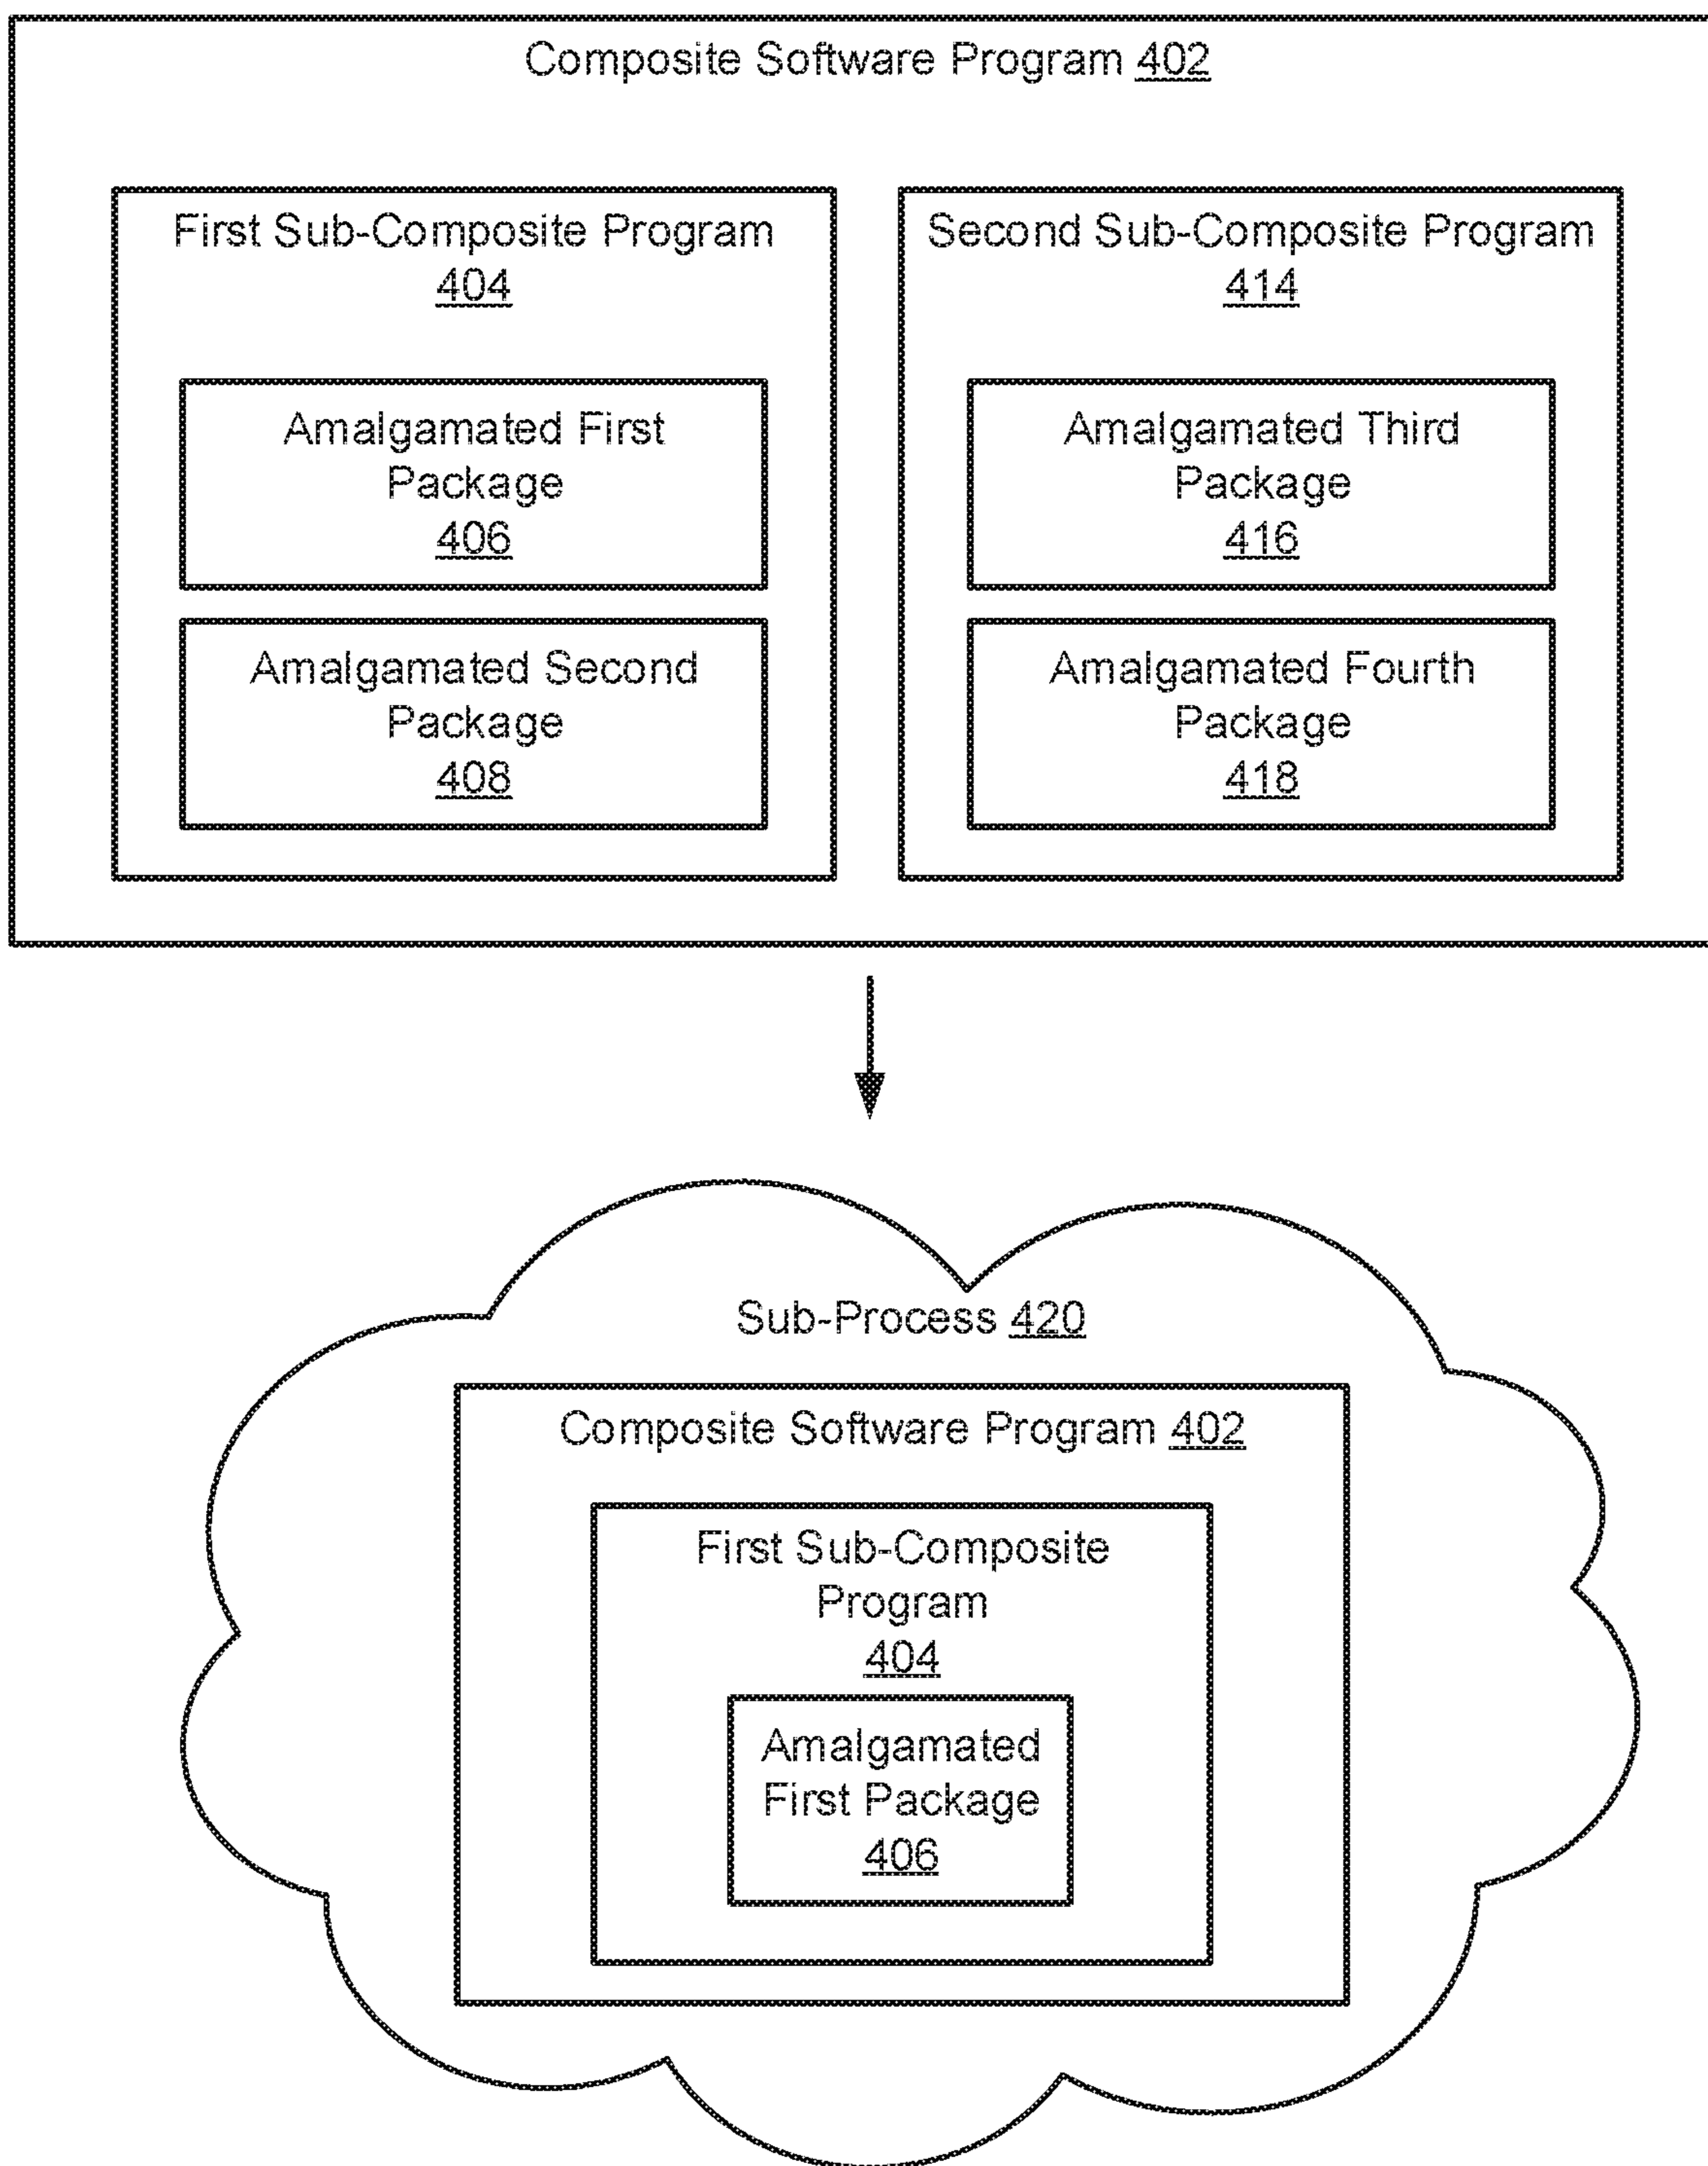 Composite Software Program 402
First Sub-Composite Program
404
Amalgamated First
Package
406
Amalgamated Second
Package
408
Second Sub-Composite Program
414
Amalgamated Third
Package
416
Amalgamated Fourth
Package
418
Sub-Process 420
Composite Software Program 402
First Sub-Composite
Program
404
Amalgamated
First Package
406